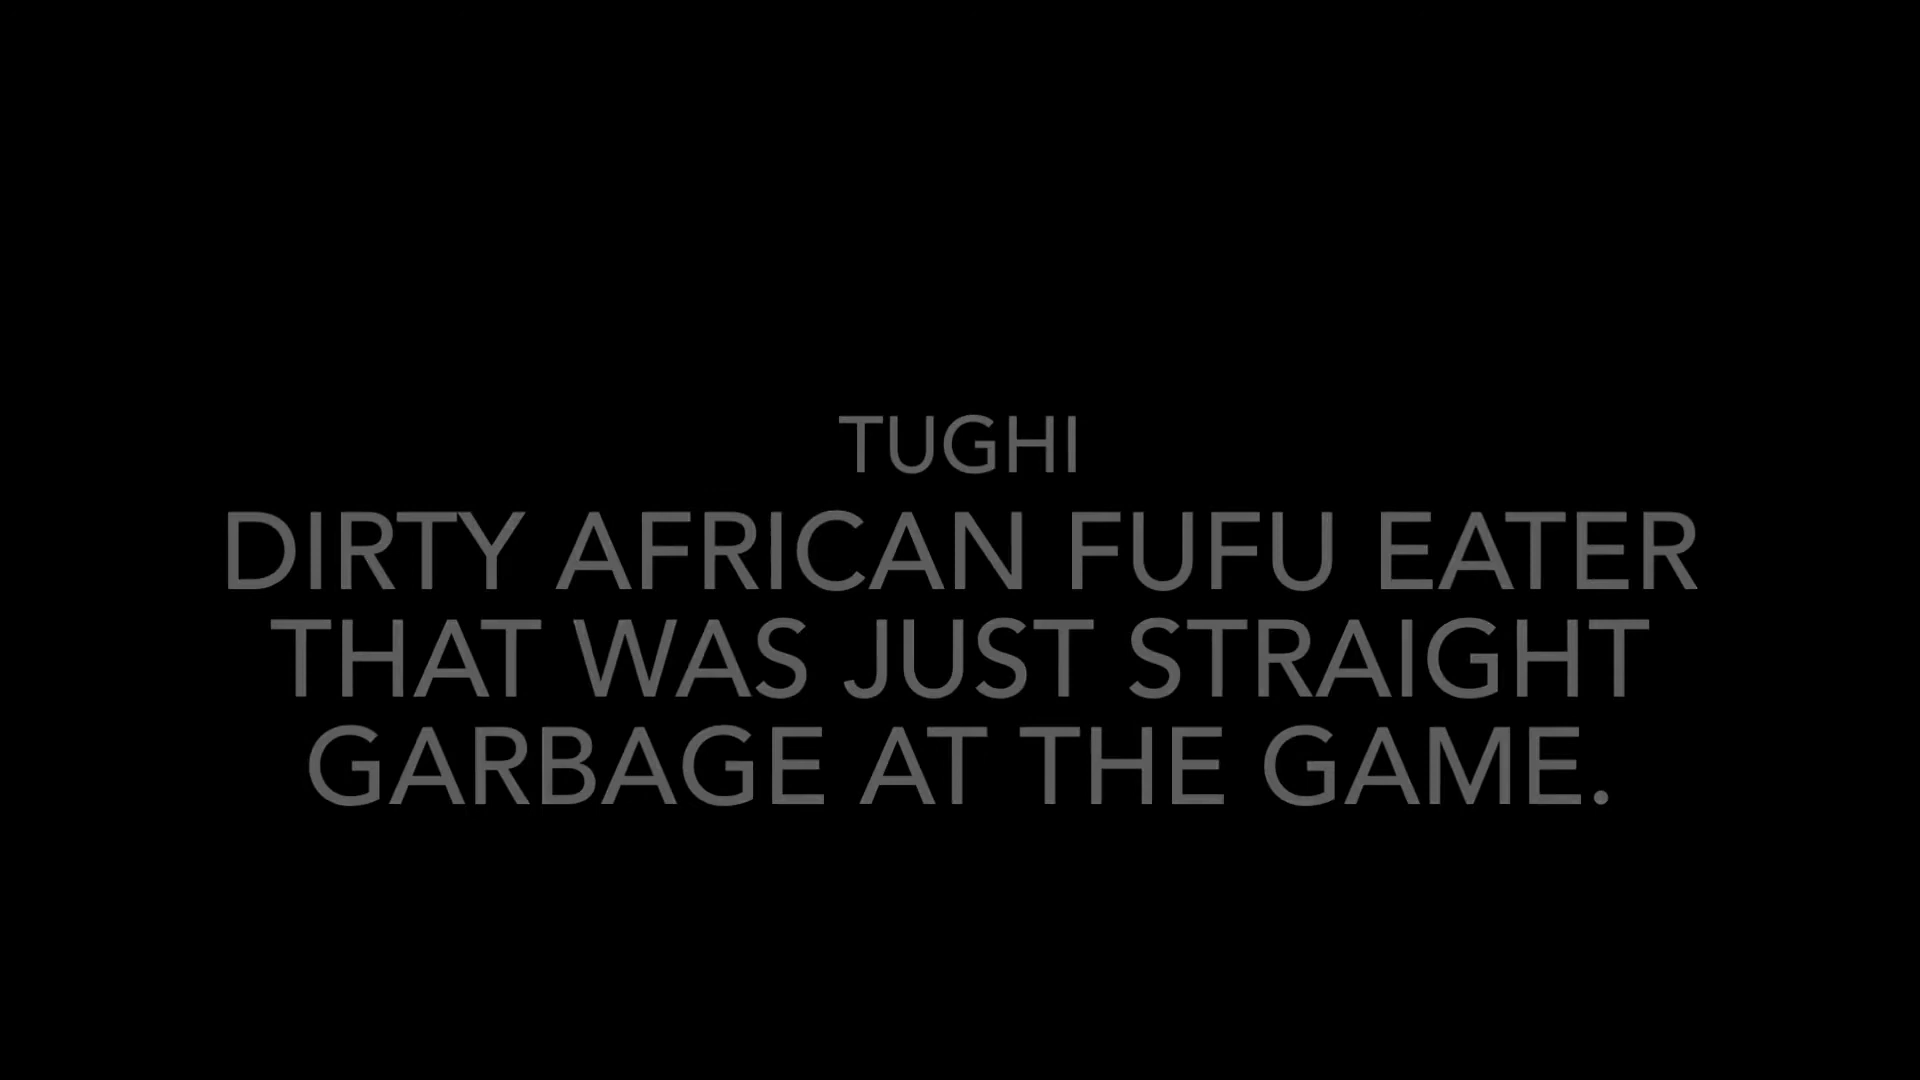 TUGHI
DIRTY AFRICAN FUFU EATER
THAT WAS JUST STRAIGHT
GARBAGE AT THE GAME.